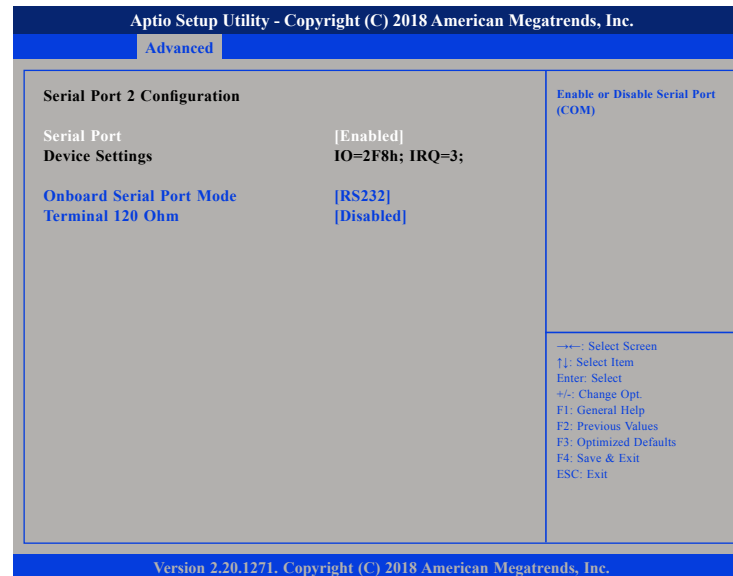 Aptio Setup Utility - Copyright (C) 2018 American Megatrends, Inc.
Advanced
Serial Port 2 Configuration
Serial Port [Enabled]
Device Settings IO=2F8h; IRQ=3;
Onboard Serial Port Mode [RS232]
Terminal 120 Ohm [Disabled]
Enable or Disable Serial Port
(COM)
→←: Select Screen
↑↓: Select Item
Enter: Select
+/-: Change Opt.
F1: General Help
F2: Previous Values
F3: Optimized Defaults
F4: Save & Exit
ESC: Exit
Version 2.20.1271. Copyright (C) 2018 American Megatrends, Inc.